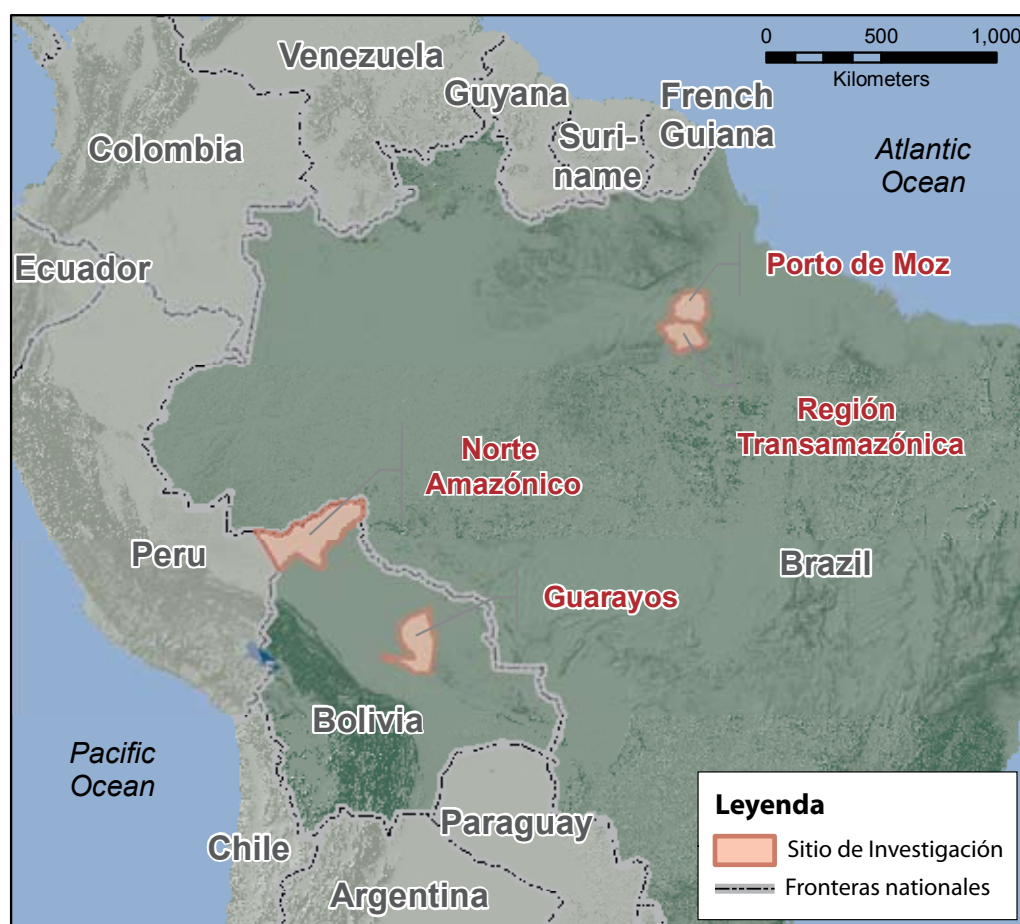 0 500 1,000
Kilometers
Venezuela
Guyana
French
Guiana
Suri-
name
Colombia
Atlantic
Ocean
Ecuador
Porto de Moz
Región
Transamazónica
Norte
Amazónico
Peru
Brazil
Guarayos
Bolivia
Pacific
Ocean
Paraguay
Chile
Argentina
Leyenda
Sitio de Investigación
Fronteras nationales